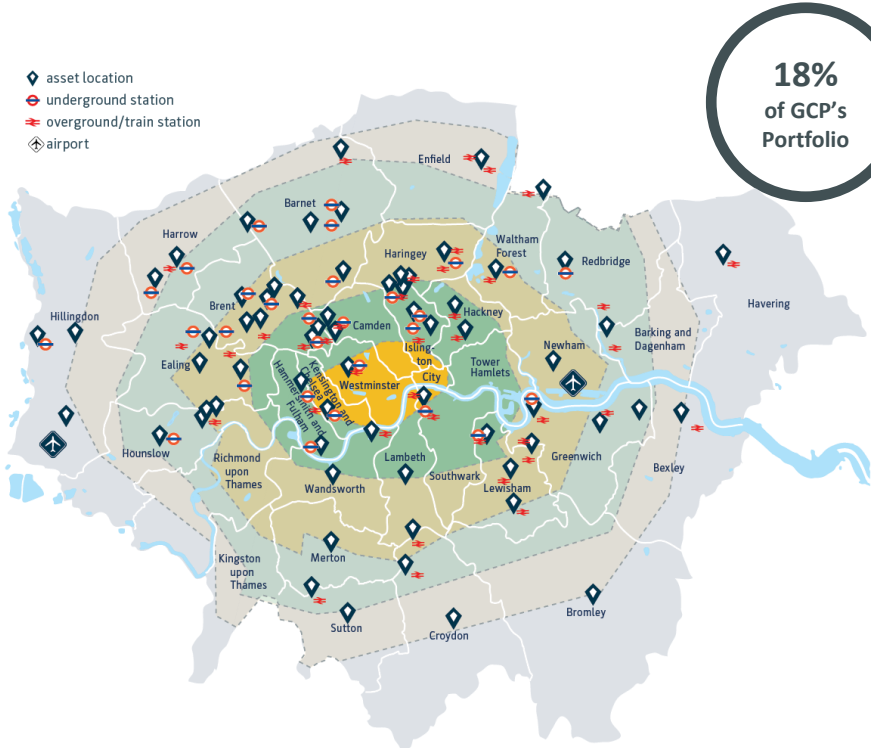 18%
of GCP's
Portfolio
asset location
underground station
overground/train station
airport
Enfield
Barnet
Harrow
Haringey
Waltham
Forest
Redbridge
Havering
Hillingdon
Brent
Camden
Hackney
Barking and
Dagenham
Newham
Isling-
ton
Ealing
Tower
Hamlets
City
Westminster
Kensington and
Chelsea
Hammersmith and
Fulham
Hounslow
Richmond
upon
Thames
Lambeth
Southwark
Greenwich
Bexley
Wandsworth
Lewisham
Merton
Kingston
upon
Thames
Sutton
Croydon
Bromley